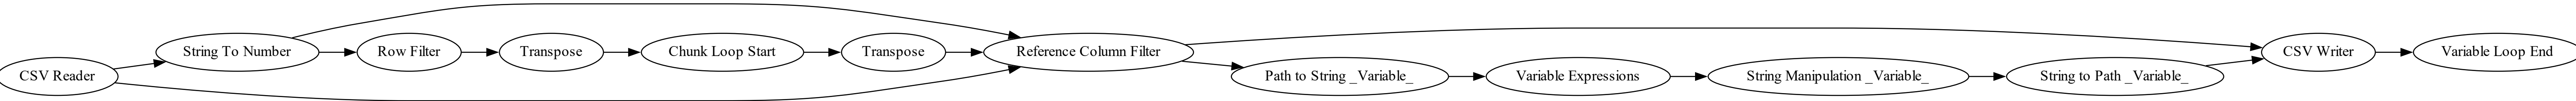 CSV Reader
String To Number
Row Filter
Transpose
Chunk Loop Start
Transpose
Reference Column Filter
Path to String _Variable_
Variable Expressions
String Manipulation _Variable_
String to Path _Variable_
CSV Writer
Variable Loop End